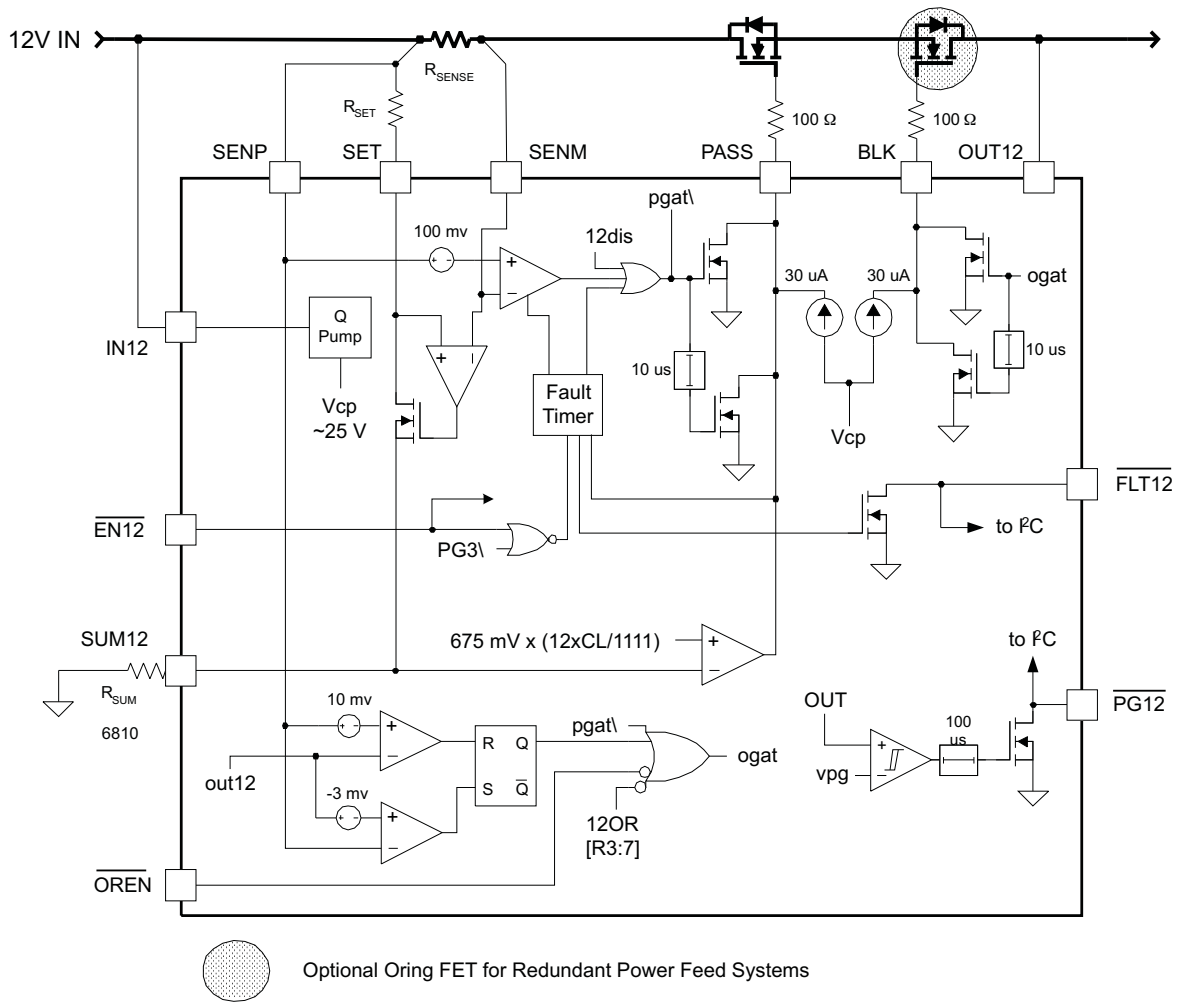 12V IN
R SENSE
R SET
100 Ω
100 Ω
SENP
SET
SENM
PASS
BLK
OUT12
pgat\
12dis
100 mv
+ -
+
−
30 uA
30 uA
ogat
Q
Pump
IN12
+
−
10 us
10 us
Vcp
~25 V
Fault
Timer
Vcp
FLT12
EN12
PG3\
to I²C
SUM12
675 mV x (12xCL/1111)
+
−
to I²C
R SUM
6810
10 mv
+ -
+
−
R Q
S Q
pgat\
ogat
OUT
100
us
PG12
out12
vpg
+
−
-3 mv
+ -
+
−
12OR
[R3:7]
OREN
Optional Oring FET for Redundant Power Feed Systems